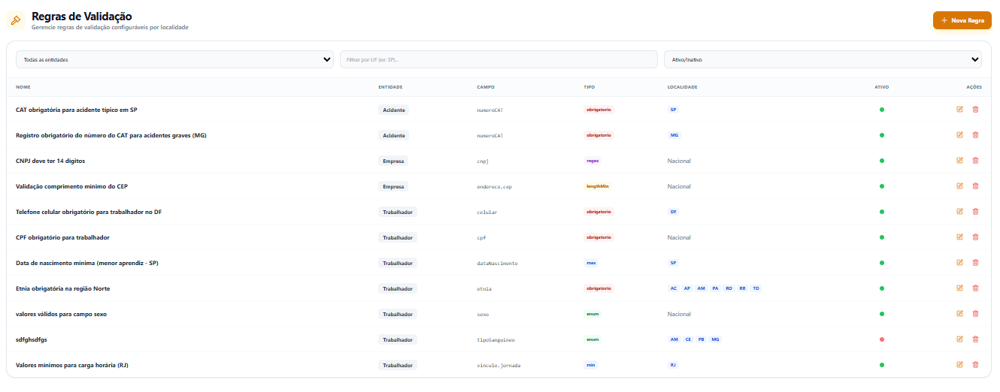 Regras de Validação
Gerencie regras de validação configuráveis por localidade
Nova Regra
Todas as entidades
Filtrar por UF (ex: SP)...
Ativo/Inativo
NOME ENTIDADE CAMPO TIPO LOCALIDADE ATIVO AÇÕES
CAT obrigatória para acidente típico em SP Acidente numeroCAT obrigatorio SP
Registro obrigatório do número do CAT para acidentes graves (MG) Acidente numeroCAT obrigatorio MG
CNPJ deve ter 14 dígitos Empresa cnpj regex Nacional
Validação comprimento mínimo do CEP Empresa endereco.cep lengthMin Nacional
Telefone celular obrigatório para trabalhador no DF Trabalhador celular obrigatorio DF
CPF obrigatório para trabalhador Trabalhador cpf obrigatorio Nacional
Data de nascimento mínima (menor aprendiz - SP) Trabalhador dataNascimento max SP
Etnia obrigatória na região Norte Trabalhador etnia obrigatorio AC AP AM PA RO RR TO
valores válidos para campo sexo Trabalhador sexo enum Nacional
sdfghsdfgs Trabalhador tipoSanguineo enum AM CE PB MG
Valores mínimos para carga horária (RJ) Trabalhador vinculo.jornada min RJ